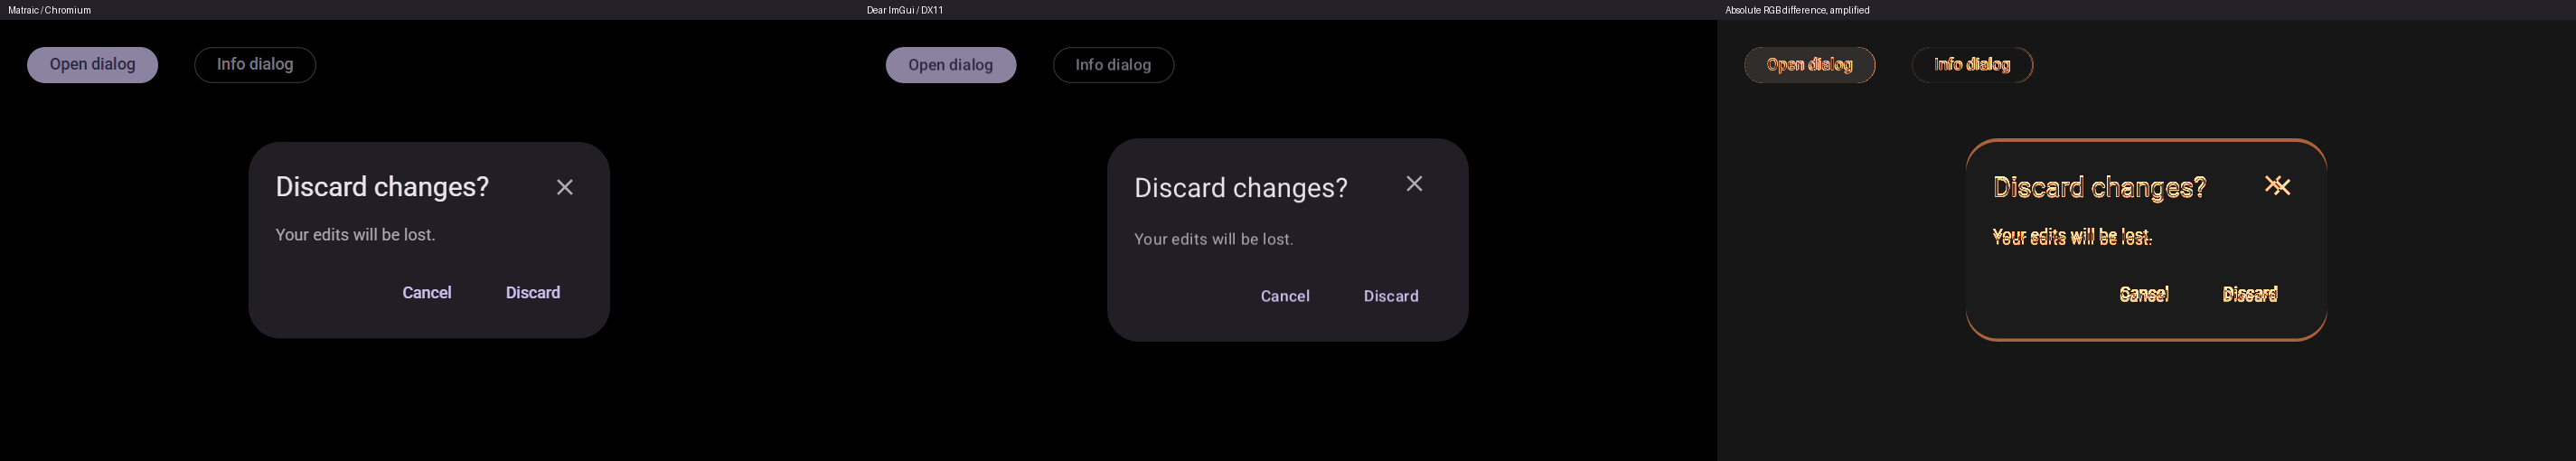 Matraic / Chromium
Dear ImGui / DX11
Absolute RGB difference, amplified
Open dialog
Info dialog
Open dialog
Info dialog
Open dialog
Info dialog
Discard changes?
Your edits will be lost.
Cancel
Discard
Discard changes?
Your edits will be lost.
Cancel
Discard
Discard changes?
Your edits will be lost.
Cancel
Discard